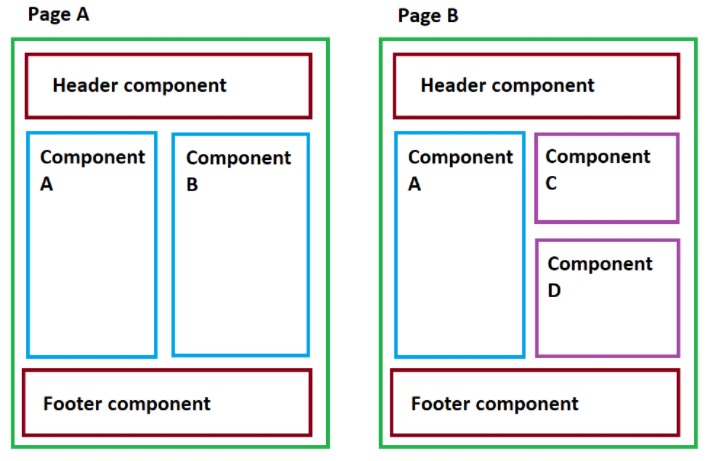 Page A
Header component
Component
A
Component
B
Footer component
Page B
Header component
Component
A
Component
C
Component
D
Footer component